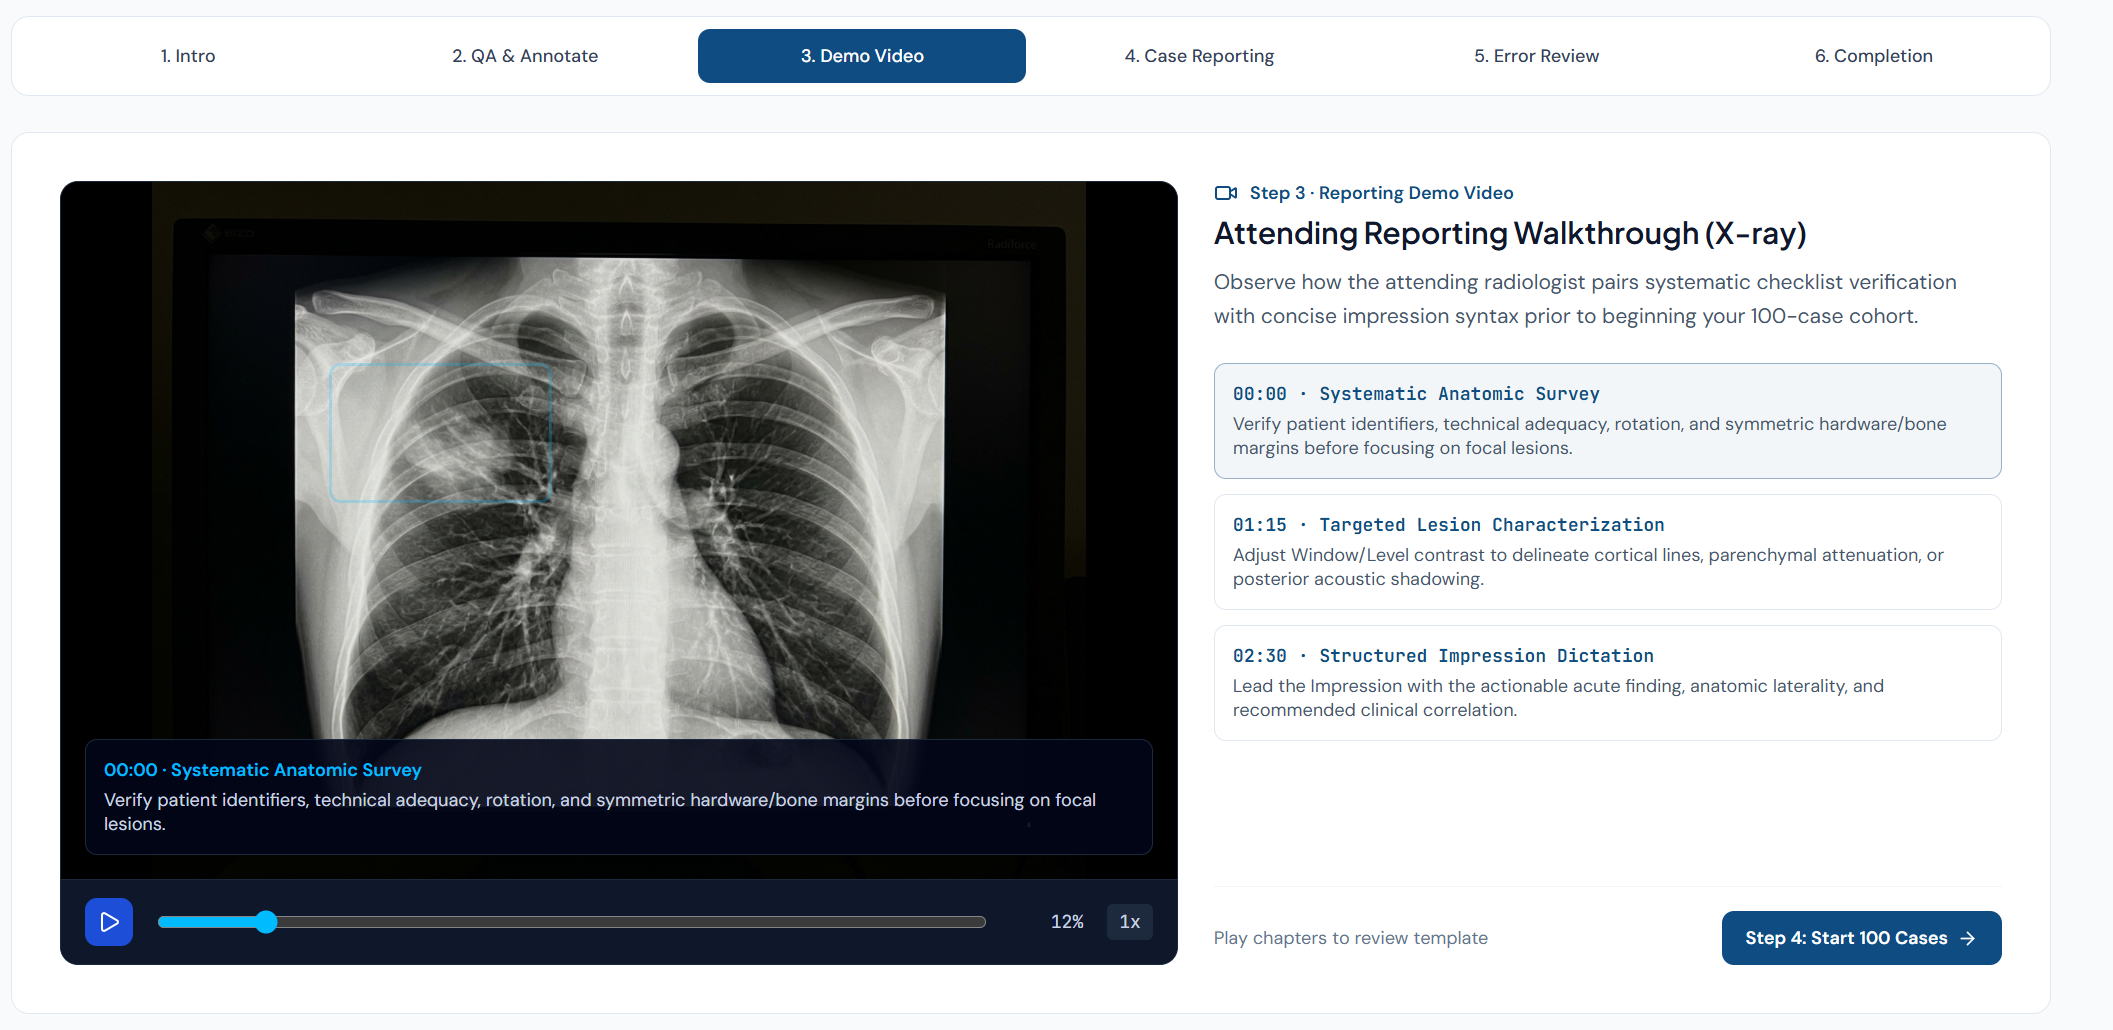 1. Intro
2. QA & Annotate
3. Demo Video
4. Case Reporting
5. Error Review
6. Completion
EIZO
Radiforce
00:00 · Systematic Anatomic Survey
Verify patient identifiers, technical adequacy, rotation, and symmetric hardware/bone margins before focusing on focal
lesions.
12%
1x
Step 3 · Reporting Demo Video
Attending Reporting Walkthrough (X-ray)
Observe how the attending radiologist pairs systematic checklist verification
with concise impression syntax prior to beginning your 100-case cohort.
00:00 · Systematic Anatomic Survey
Verify patient identifiers, technical adequacy, rotation, and symmetric hardware/bone
margins before focusing on focal lesions.
01:15 · Targeted Lesion Characterization
Adjust Window/Level contrast to delineate cortical lines, parenchymal attenuation, or
posterior acoustic shadowing.
02:30 · Structured Impression Dictation
Lead the Impression with the actionable acute finding, anatomic laterality, and
recommended clinical correlation.
Play chapters to review template
Step 4: Start 100 Cases →